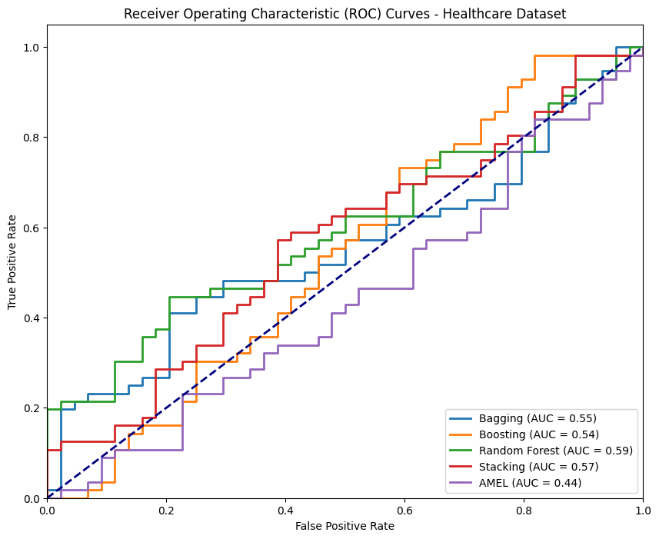 Receiver Operating Characteristic (ROC) Curves - Healthcare Dataset
True Positive Rate
1.0
0.8
0.6
0.4
0.2
0.0
0.0 0.2 0.4 0.6 0.8 1.0
False Positive Rate
Bagging (AUC = 0.55)
Boosting (AUC = 0.54)
Random Forest (AUC = 0.59)
Stacking (AUC = 0.57)
AMEL (AUC = 0.44)